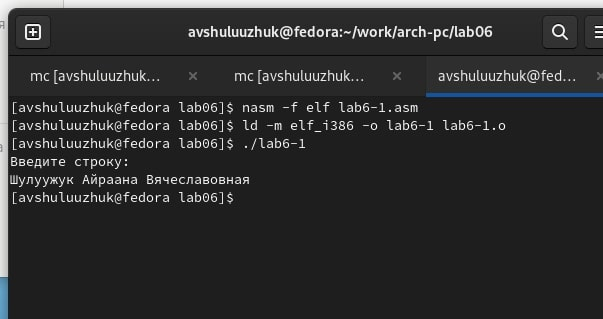 avshuluuzhuk@fedora:~/work/arch-pc/lab06
mc [avshuluuzhuk... × mc [avshuluuzhuk... × avshuluuzhuk@fed... ×
[avshuluuzhuk@fedora lab06]$ nasm -f elf lab6-1.asm
[avshuluuzhuk@fedora lab06]$ ld -m elf_i386 -o lab6-1 lab6-1.o
[avshuluuzhuk@fedora lab06]$ ./lab6-1
Введите строку:
Шулуужук Айраана Вячеславовная
[avshuluuzhuk@fedora lab06]$